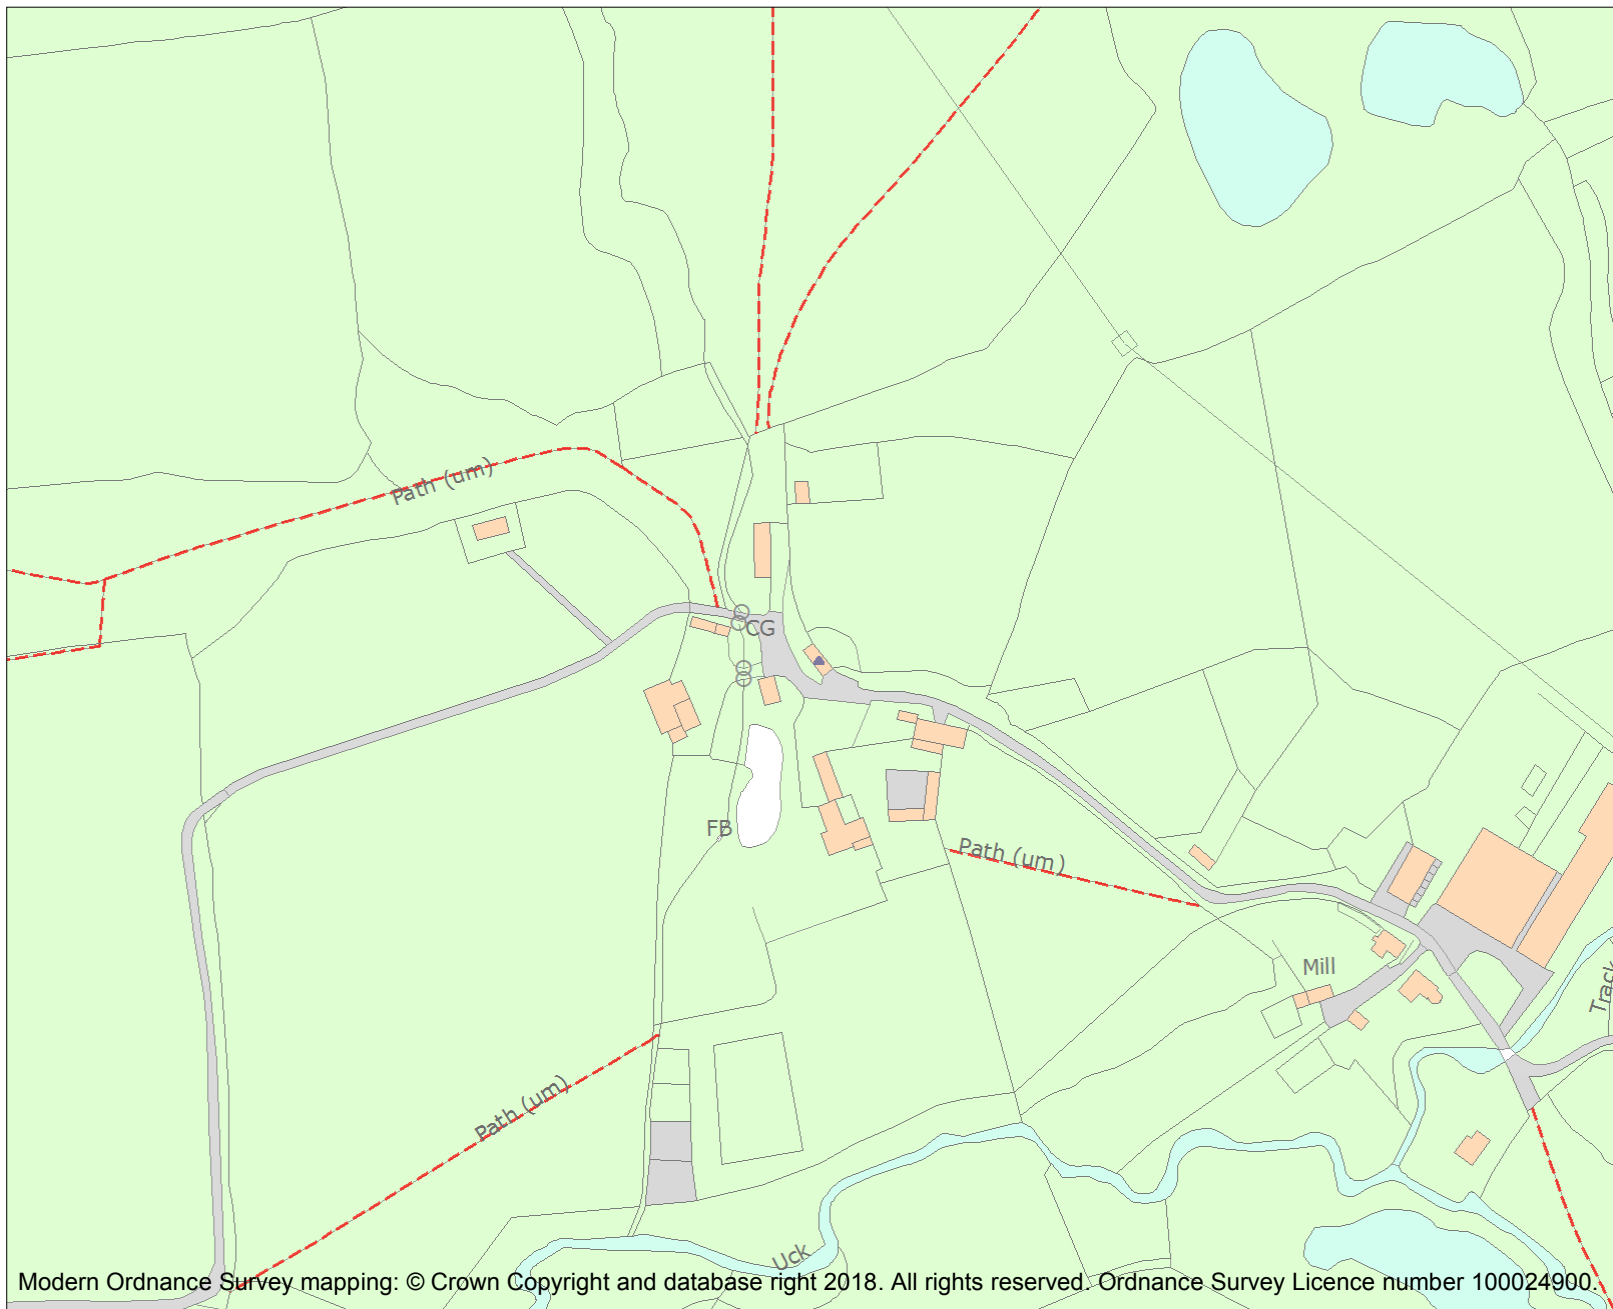 Path (um)
CG
FB
Path (um)
Mill
Track
Path (um)
Uck
Modern Ordnance Survey mapping: © Crown Copyright and database right 2018. All rights reserved. Ordnance Survey Licence number 100024900.